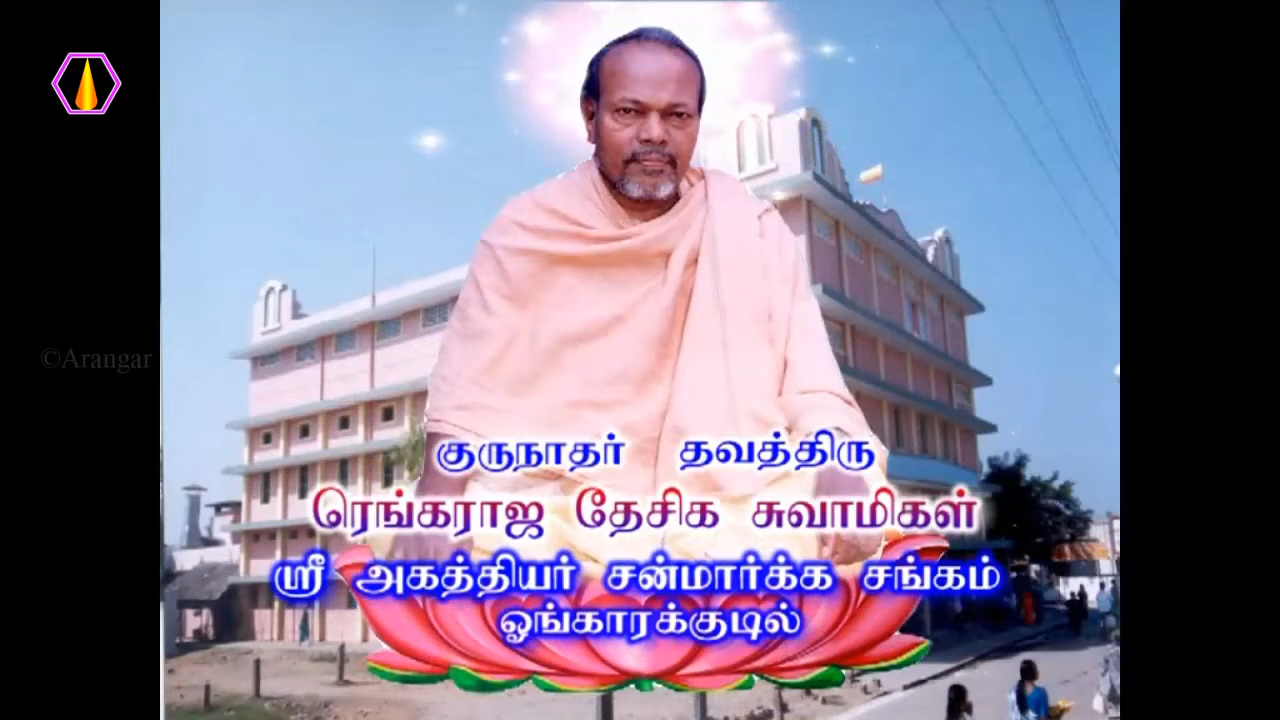 ©Arangar
குருநாதர் தவத்திரு
ரெங்கராஜ தேசிக சுவாமிகள்
ஸ்ரீ அகத்தியர் சன்மார்க்க சங்கம்
ஓங்காரக்குடில்